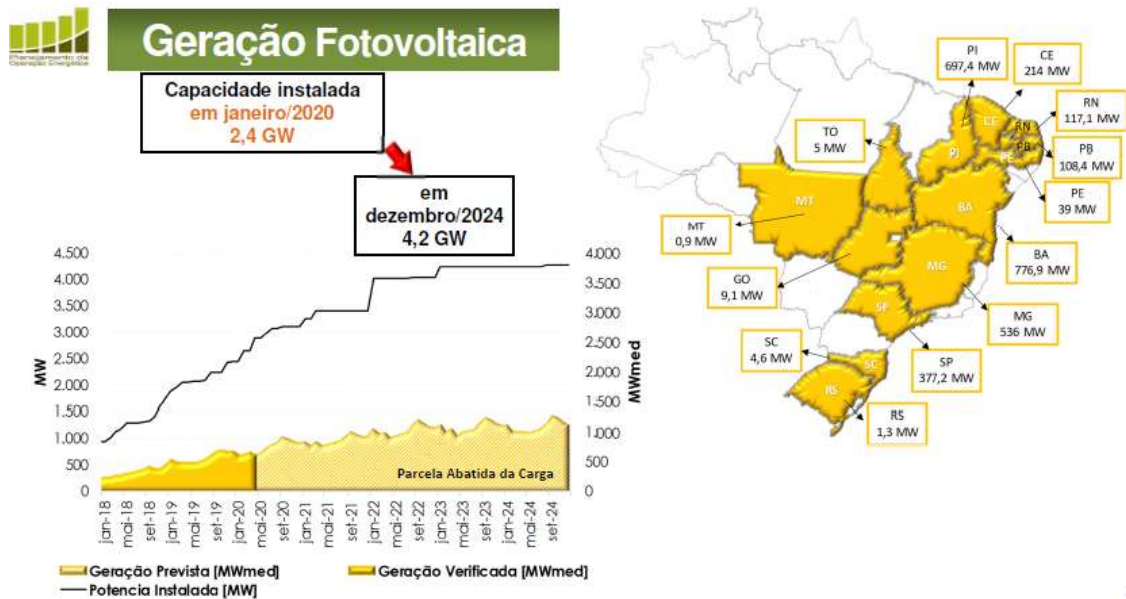 Planejamento da
Operação Energética
Geração Fotovoltaica
Capacidade instalada
em janeiro/2020
2,4 GW
em
dezembro/2024
4,2 GW
4.500
4.000
3.500
3.000
2.500
2.000
1.500
1.000
500
0
MW
4.000
3.500
3.000
2.500
2.000
1.500
1.000
500
0
MWmed
Parcela Abatida da Carga
jan-18
mai-18
set-18
jan-19
mai-19
set-19
jan-20
mai-20
set-20
jan-21
mai-21
set-21
jan-22
mai-22
set-22
jan-23
mai-23
set-23
jan-24
mai-24
set-24
Geração Prevista [MWmed]
Geração Verificada [MWmed]
Potencia Instalada [MW]
PI
697,4 MW
CE
214 MW
RN
117,1 MW
PB
108,4 MW
PE
39 MW
BA
776,9 MW
MG
536 MW
SP
377,2 MW
RS
1,3 MW
SC
4,6 MW
GO
9,1 MW
MT
0,9 MW
TO
5 MW
CE
RN
PB
PE
PI
BA
MT
MG
SP
SC
RS